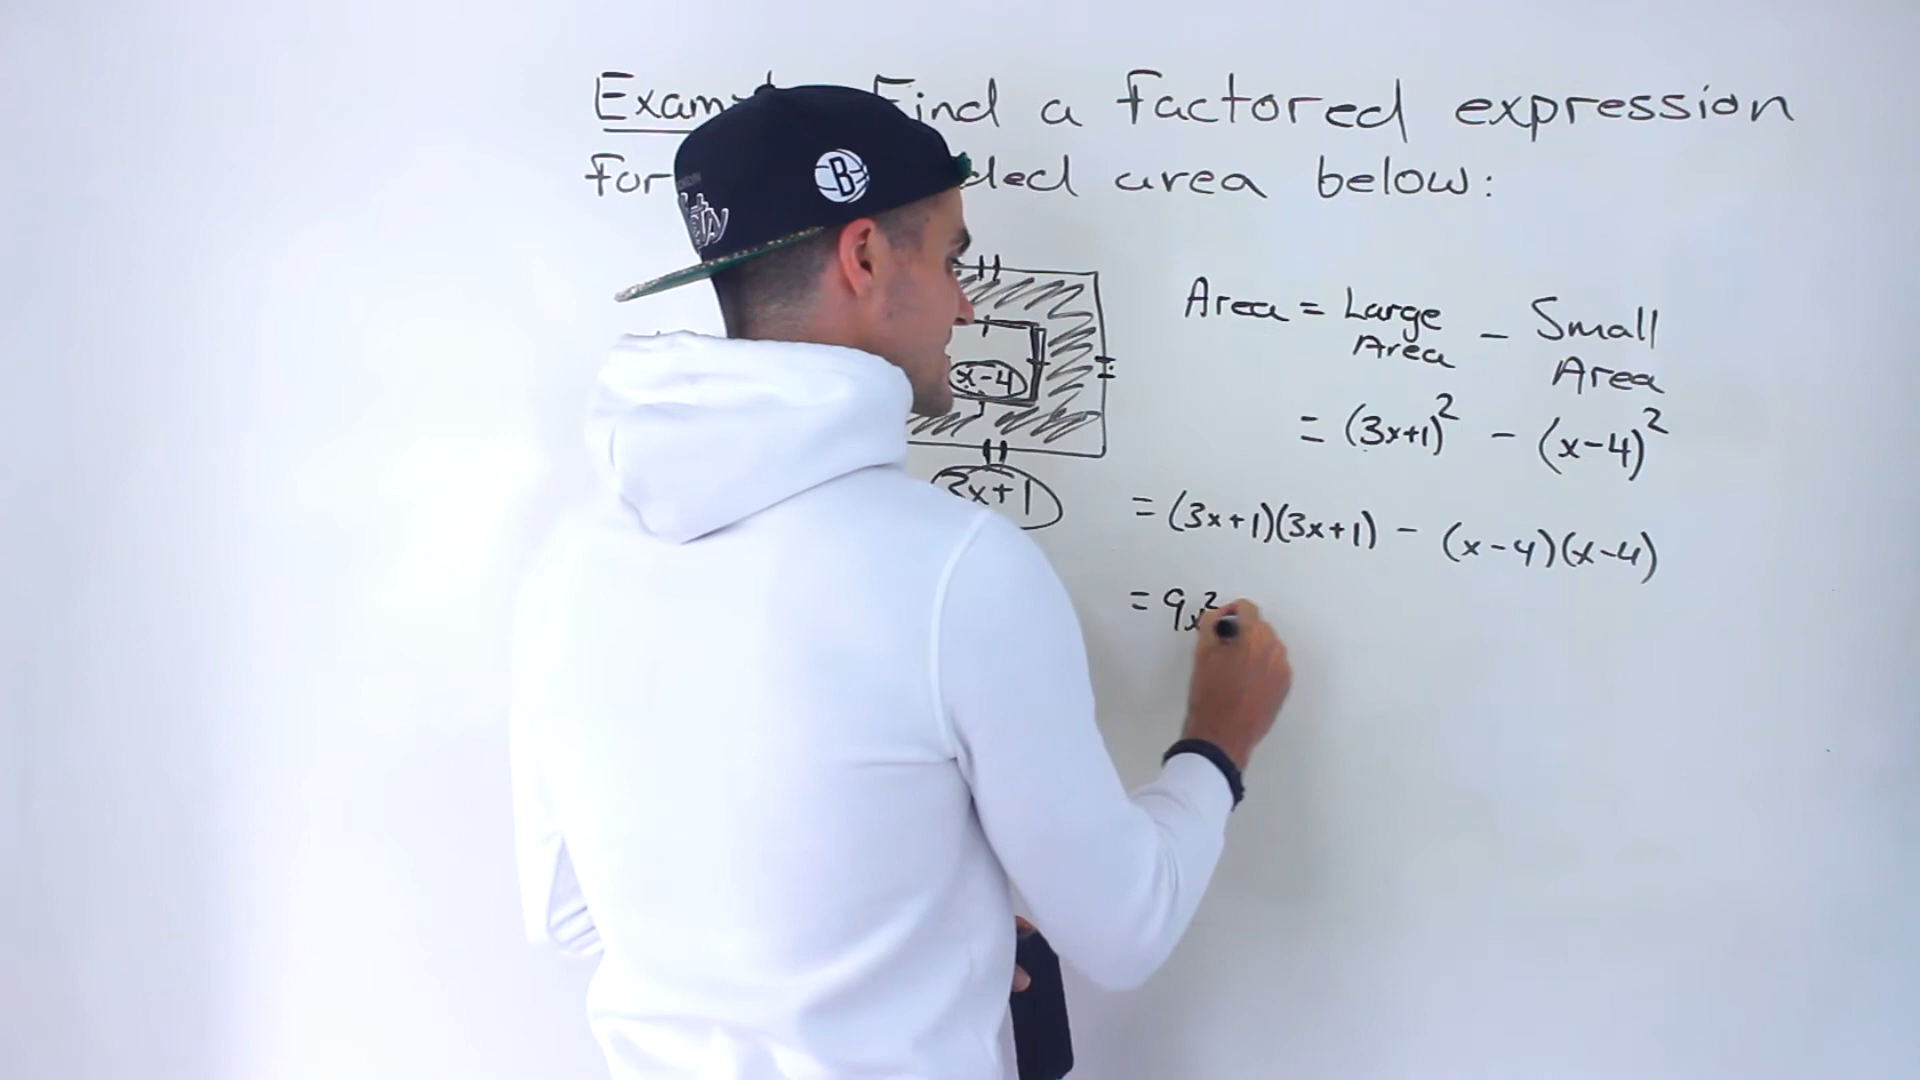 Find a factored expression
for area below:
x-4
3x+1
Area = Large Area - Small Area
= (3x+1)² - (x-4)²
= (3x+1)(3x+1) - (x-4)(x-4)
= 9x²
B